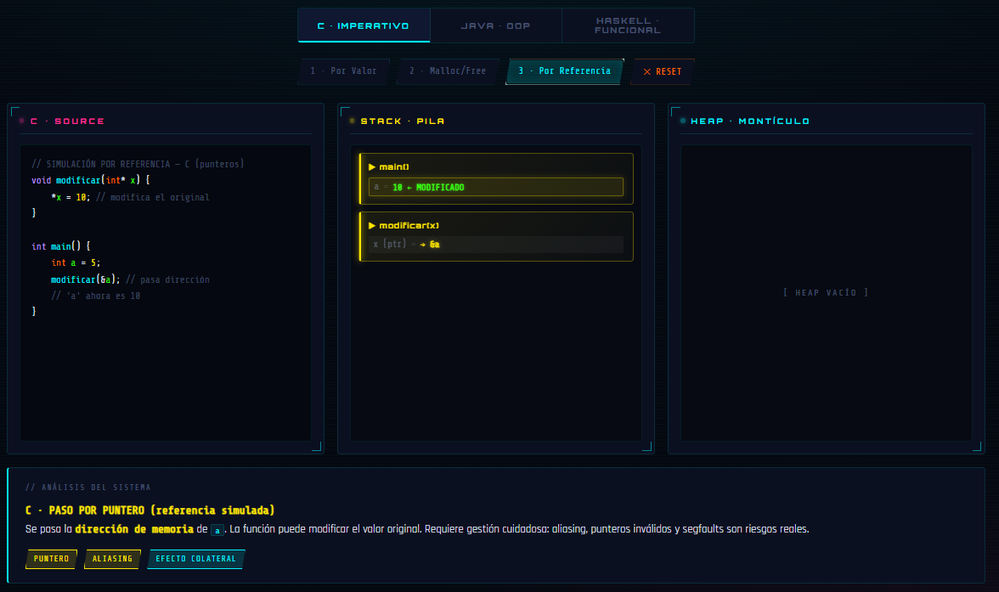 C · IMPERATIVO
JAVA · OOP
HASKELL ·
FUNCIONAL
1 · Por Valor
2 · Malloc/Free
3 · Por Referencia
✕ RESET
C · SOURCE
// SIMULACIÓN POR REFERENCIA — C (punteros)
void modificar(int* x) {
    *x = 10; // modifica el original
}
int main() {
    int a = 5;
    modificar(&a); // pasa dirección
    // 'a' ahora es 10
}
STACK · PILA
▶ main()
a = 10 ← MODIFICADO
▶ modificar(x)
x (ptr) = → &a
HEAP · MONTÍCULO
[ HEAP VACÍO ]
// ANÁLISIS DEL SISTEMA
C · PASO POR PUNTERO (referencia simulada)
Se pasa la dirección de memoria de a. La función puede modificar el valor original. Requiere gestión cuidadosa: aliasing, punteros inválidos y segfaults son riesgos reales.
PUNTERO
ALIASING
EFECTO COLATERAL